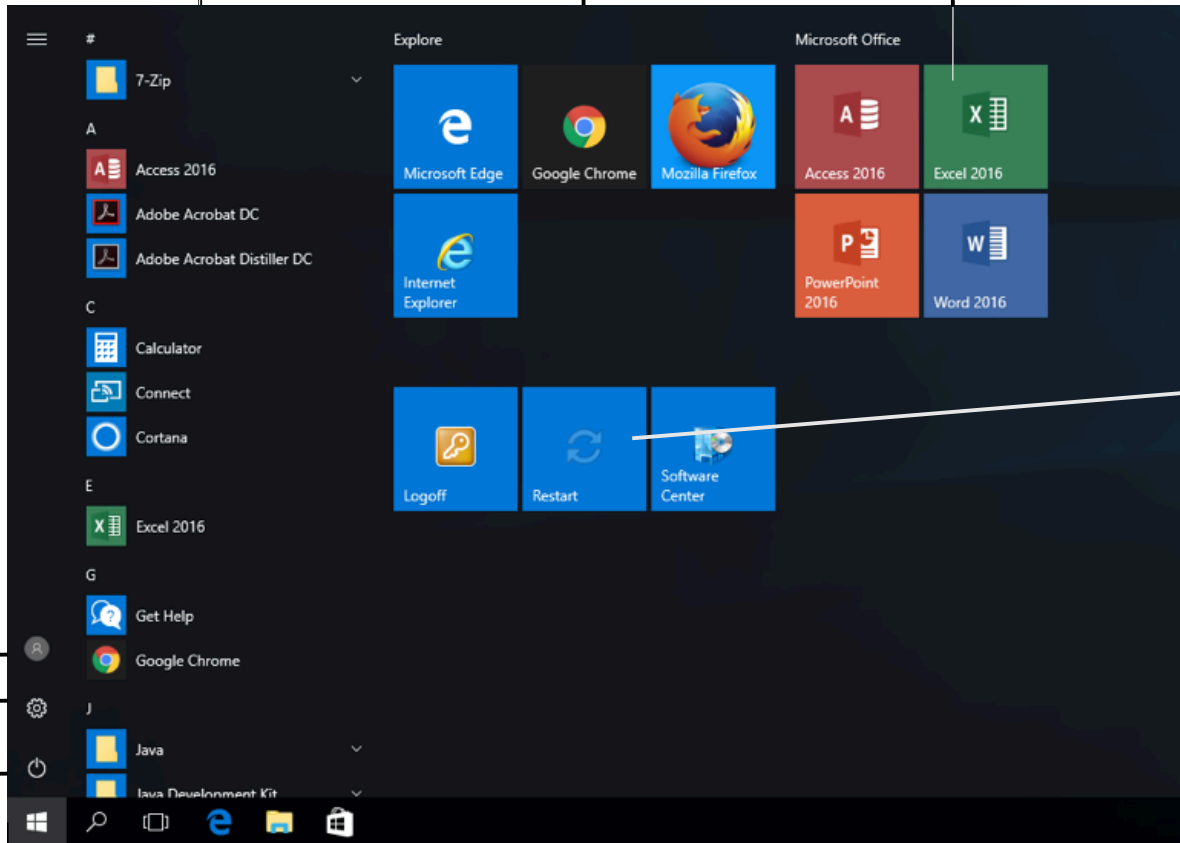 #
7-Zip
A
Access 2016
Adobe Acrobat DC
Adobe Acrobat Distiller DC
C
Calculator
Connect
Cortana
E
Excel 2016
G
Get Help
Google Chrome
J
Java
Java Development Kit
Explore
Microsoft Edge
Google Chrome
Mozilla Firefox
Internet
Explorer
Logoff
Restart
Software
Center
Microsoft Office
Access 2016
Excel 2016
PowerPoint
2016
Word 2016